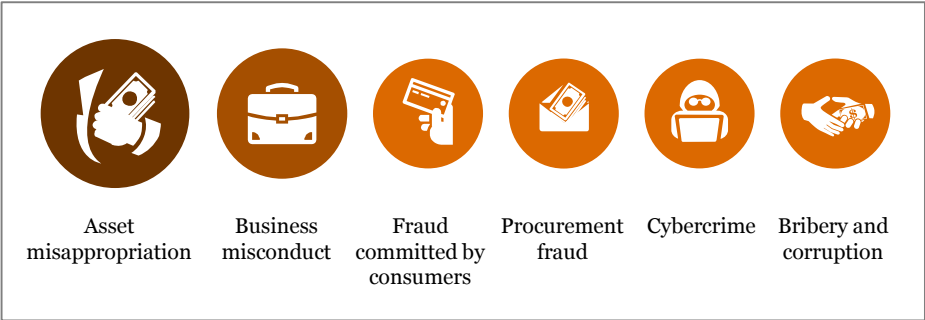 Asset
misappropriation
Business
misconduct
Fraud
committed by
consumers
Procurement
fraud
Cybercrime
Bribery and
corruption